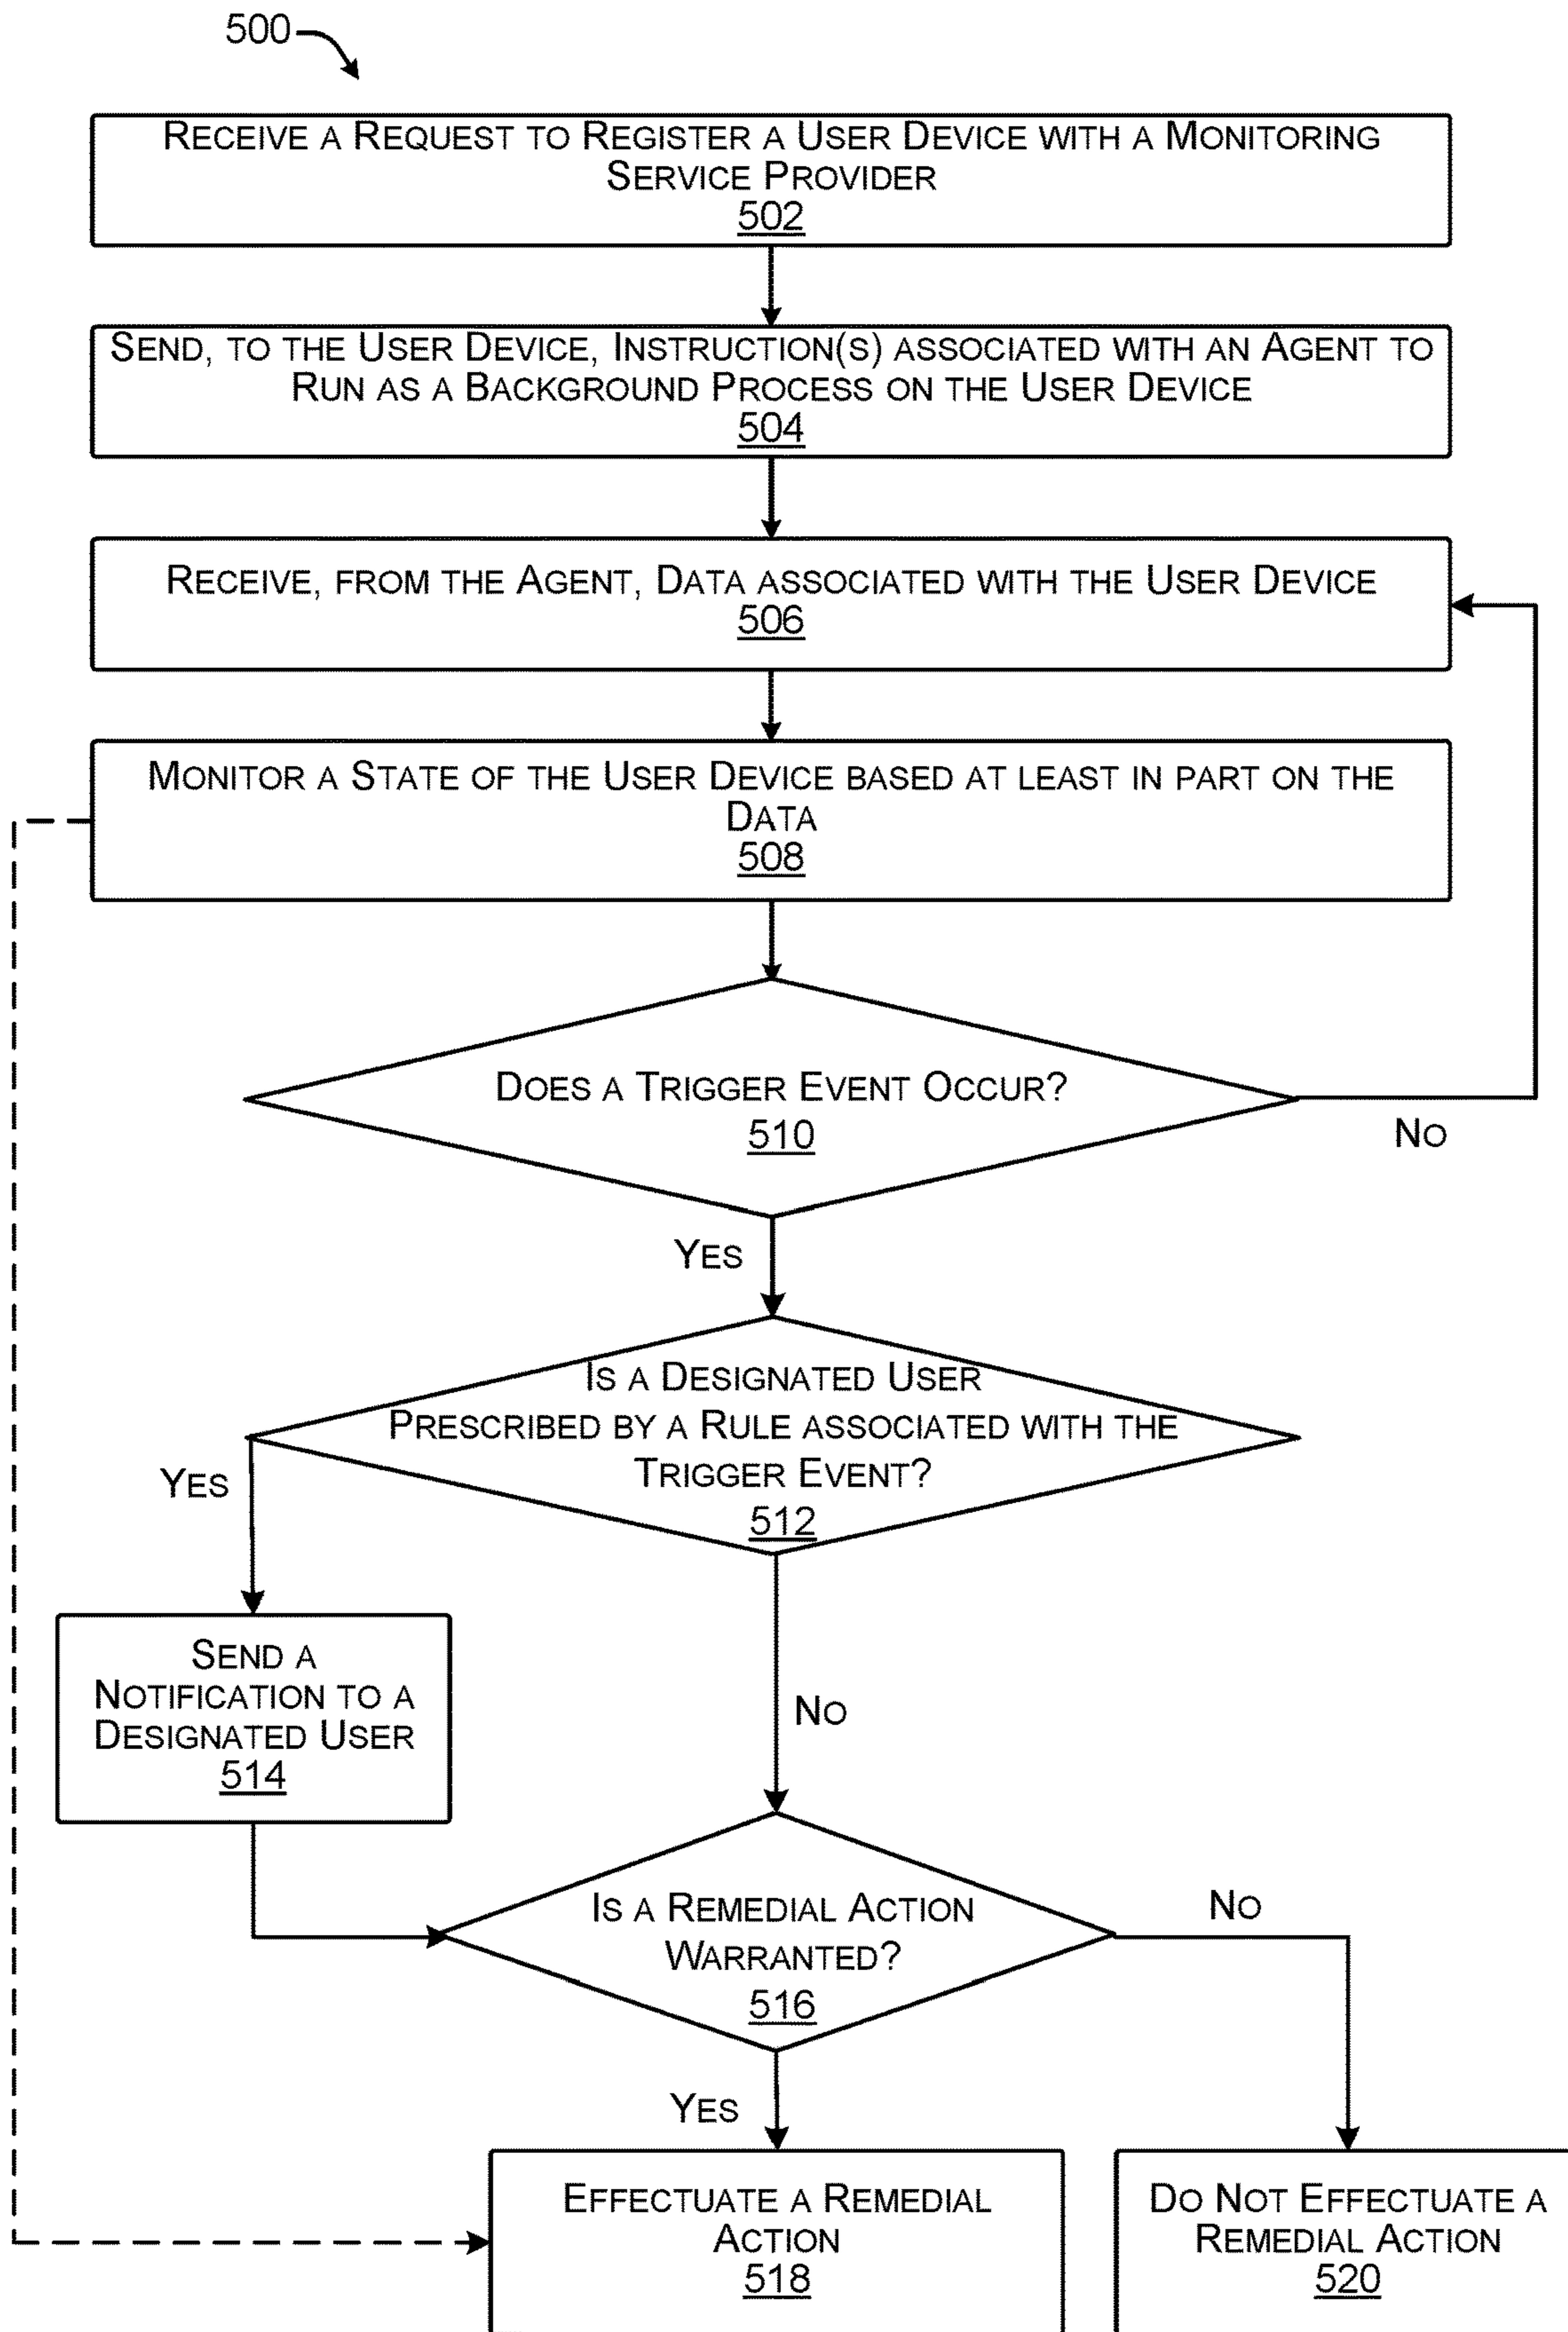 500
Receive a Request to Register a User Device with a Monitoring
Service Provider
502
Send, to the User Device, Instruction(s) associated with an Agent to
Run as a Background Process on the User Device
504
Receive, from the Agent, Data associated with the User Device
506
Monitor a State of the User Device based at least in part on the
Data
508
Does a Trigger Event Occur?
510
No
Yes
Is a Designated User
Prescribed by a Rule associated with the
Trigger Event?
512
Yes
Send a
Notification to a
Designated User
514
No
Is a Remedial Action
Warranted?
516
No
Yes
Effectuate a Remedial
Action
518
Do Not Effectuate a
Remedial Action
520